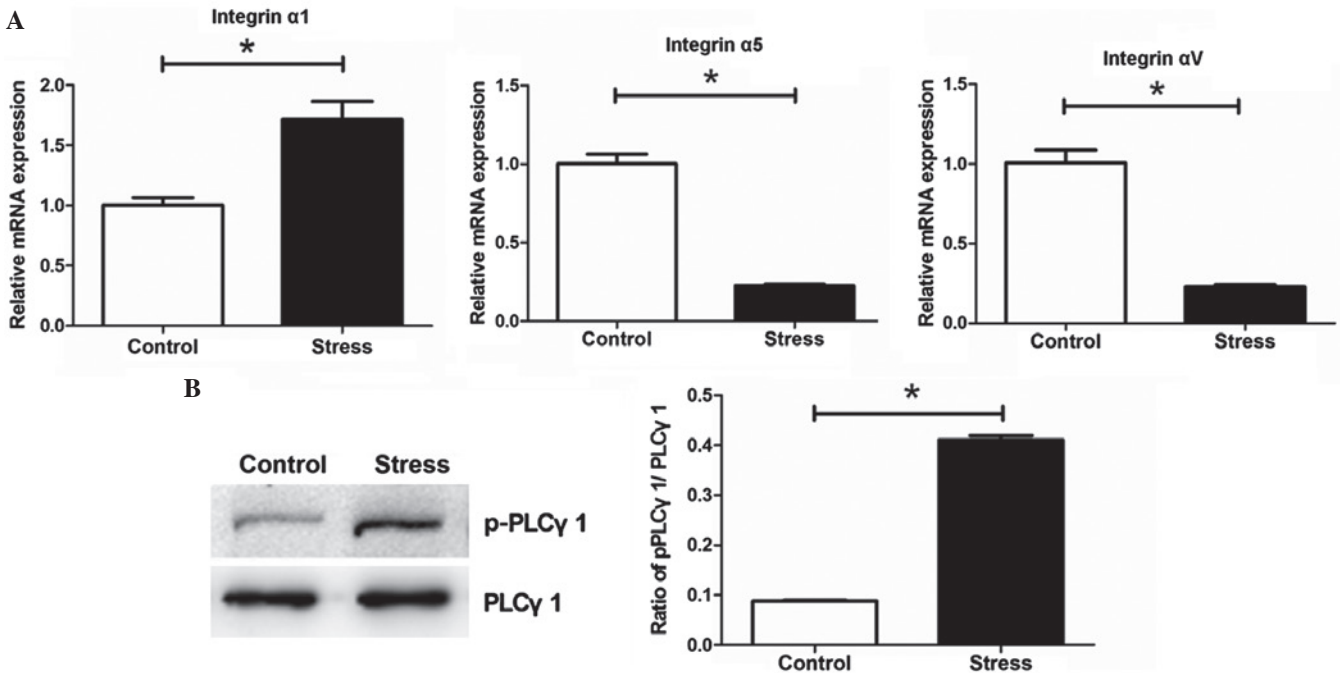 A
Integrin α1
*
Relative mRNA expression
2.0
1.5
1.0
0.5
0.0
Control Stress
Integrin α5
*
Relative mRNA expression
1.5
1.0
0.5
0.0
Control Stress
Integrin αV
*
Relative mRNA expression
1.5
1.0
0.5
0.0
Control Stress
B
Control Stress
p-PLCγ 1
PLCγ 1
*
Ratio of pPLCγ 1/ PLCγ 1
0.5
0.4
0.3
0.2
0.1
0.0
Control Stress